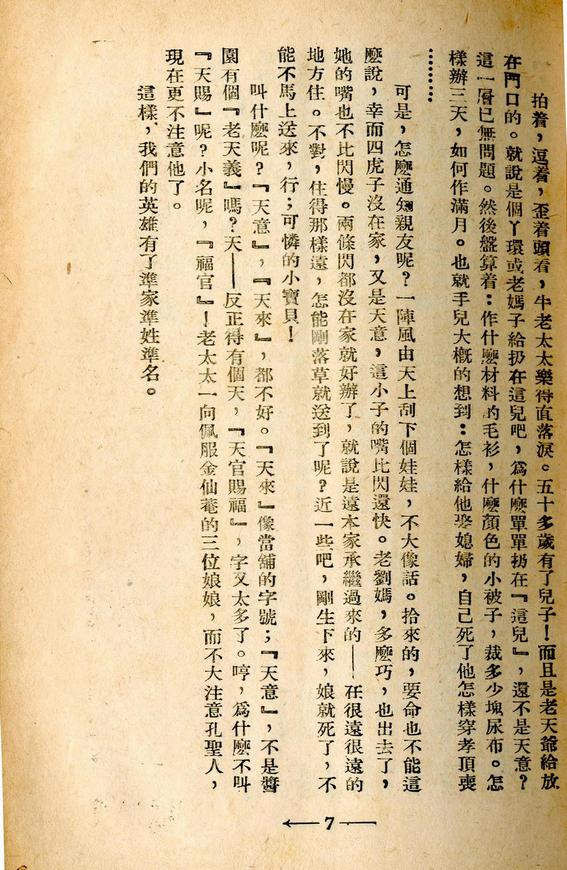 拍着，逗着，歪着頭看，牛老太太樂得直落淚。五十多歲有了兒子！而且是老天爺給放
在門口的。就說是個丫環或老媽子給扔在這兒吧，爲什麽單單扔在『這兒』，還不是天意？
這一層已無問題。然後盤算着：作什麽材料的毛衫，什麽顏色的小被子，裁多少塊尿布。怎
樣辦三天，如何作滿月。也就手兒大概的想到：怎樣給他娶媳婦，自己死了他怎樣穿孝頂喪
………
可是，怎麽通知親友呢？一陣風由天上刮下個娃娃，不大像話。拾來的，要命也不能這
麽說，幸而四虎子沒在家，又是天意，這小子的嘴比閃還快。老劉媽，多麽巧，也出去了，
她的嘴也不比閃慢。兩條閃都沒在家就好辦了，就說是遠本家承繼過來的——在很遠很遠的
地方住。不對，住得那樣遠，怎能剛落草就送到了呢？近一些吧，剛生下來，娘就死了，不
能不馬上送來，行；可憐的小寶貝！
叫什麽呢？『天意』，『天來』，都不好。『天來』像當舖的字號；『天意』，不是醬
園有個『老天義』嗎？天——反正得有個天，『天官賜福』，字又太多了。哼，爲什麽不叫
『天賜』呢？小名呢，『福官』！老太太一向佩服金仙菴的三位娘娘，而不大注意孔聖人，
現在更不注意他了。
這樣，我們的英雄有了準家準姓準名。
7